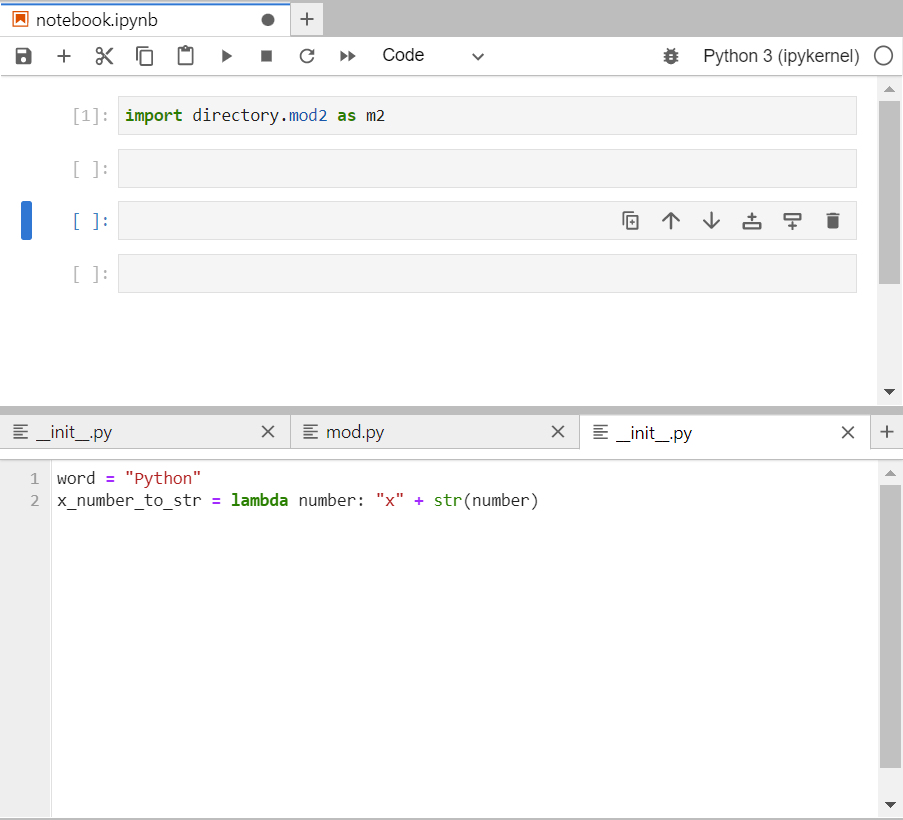 notebook.ipynb
Code
Python 3 (ipykernel)
[1]: import directory.mod2 as m2
[ ]:
[ ]:
[ ]:
__init__.py
mod.py
__init__.py
1 word = "Python"
2 x_number_to_str = lambda number: "x" + str(number)